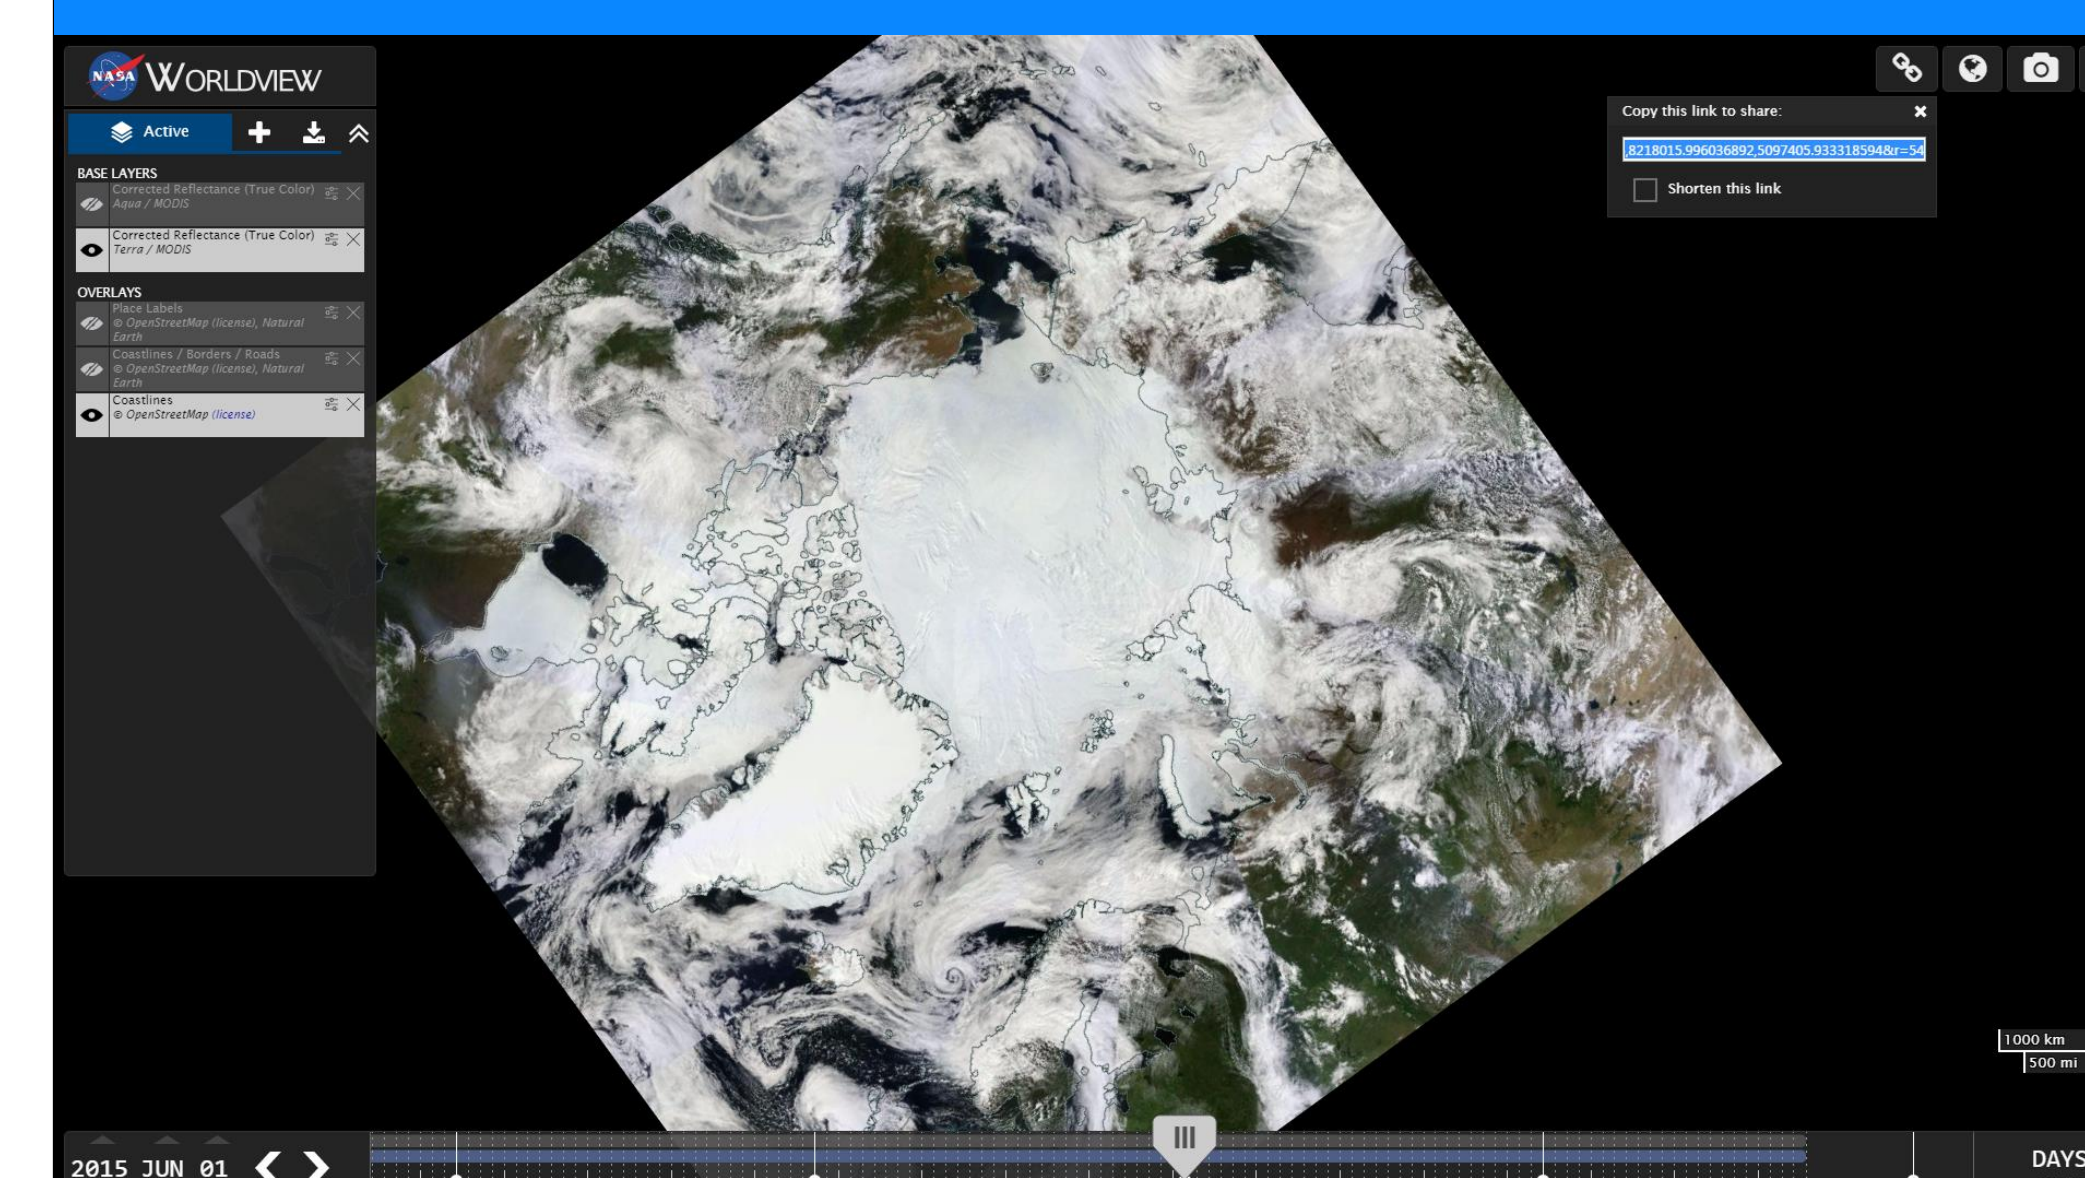 NASA WORLDVIEW
Active
BASE LAYERS
Corrected Reflectance (True Color)
Aqua / MODIS
Corrected Reflectance (True Color)
Terra / MODIS
OVERLAYS
Place Labels
© OpenStreetMap (license), Natural
Earth
Coastlines / Borders / Roads
© OpenStreetMap (license), Natural
Earth
Coastlines
© OpenStreetMap (license)
Copy this link to share:
,8218015.996036892,5097405.933318594&r=54
Shorten this link
1000 km
500 mi
2015 JUN 01
DAYS